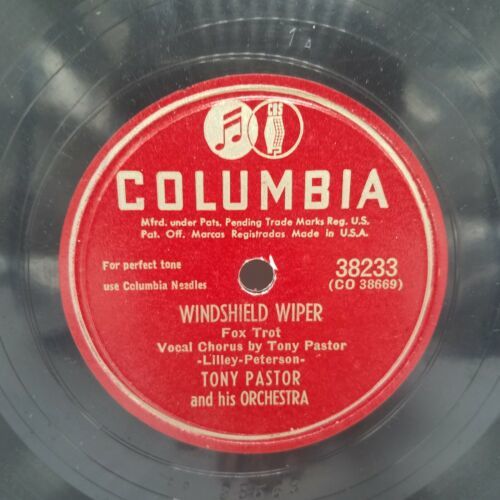 1A
CBS
COLUMBIA
Mfrd. under Pats. Pending Trade Marks Reg. U.S.
Pat. Off. Marcas Registradas Made in U.S.A.
For perfect tone
use Columbia Needles
38233
(CO 38669)
WINDSHIELD WIPER
Fox Trot
Vocal Chorus by Tony Pastor
-Lilley-Peterson-
TONY PASTOR
and his ORCHESTRA